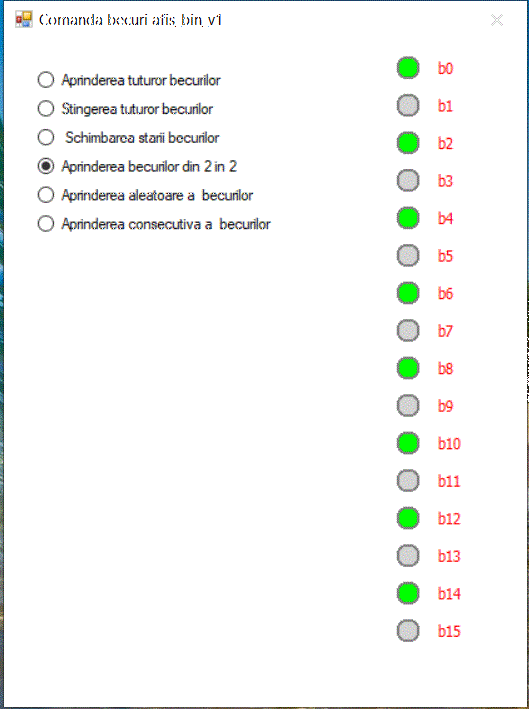 Comanda becuri afis_bin_v1
Aprinderea tuturor becurilor
Stingerea tuturor becurilor
Schimbarea starii becurilor
Aprinderea becurilor din 2 in 2
Aprinderea aleatoare a becurilor
Aprinderea consecutiva a becurilor
b0
b1
b2
b3
b4
b5
b6
b7
b8
b9
b10
b11
b12
b13
b14
b15